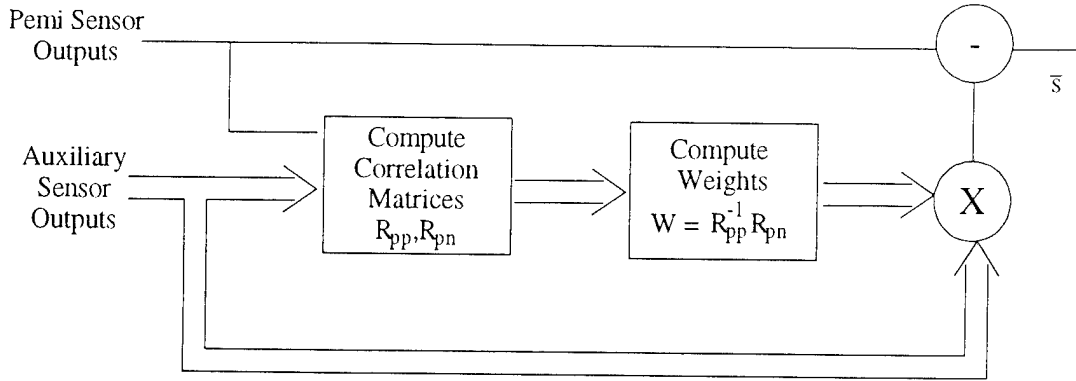 Pemi Sensor
Outputs
-
s̅
Auxiliary
Sensor
Outputs
Compute
Correlation
Matrices
R_pp,R_pn
Compute
Weights
W = R_pp^-1 R_pn
X